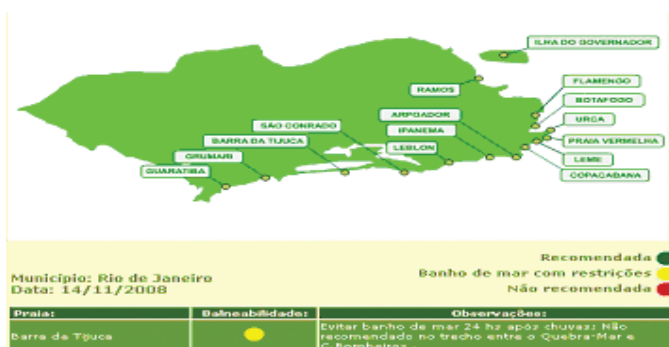 ILHA DO GOVERNADOR
RAMOS
FLAMENGO
BOTAFOGO
ARPOADOR
URCA
SÃO CONRADO
IPANEMA
BARRA DA TIJUCA
PRAIA VERMELHA
LEBLON
GRUMARI
LEME
GUARATIBA
COPACABANA
Recomendada
Banho de mar com restrições
Não recomendada
Município: Rio de Janeiro
Data: 14/11/2008
Praia: Balneabilidade: Observações:
Barra da Tijuca
Evitar banho de mar 24 hs após chuvas; Não
recomendado no trecho entre o Quebra-Mar e
C.Bombeiros